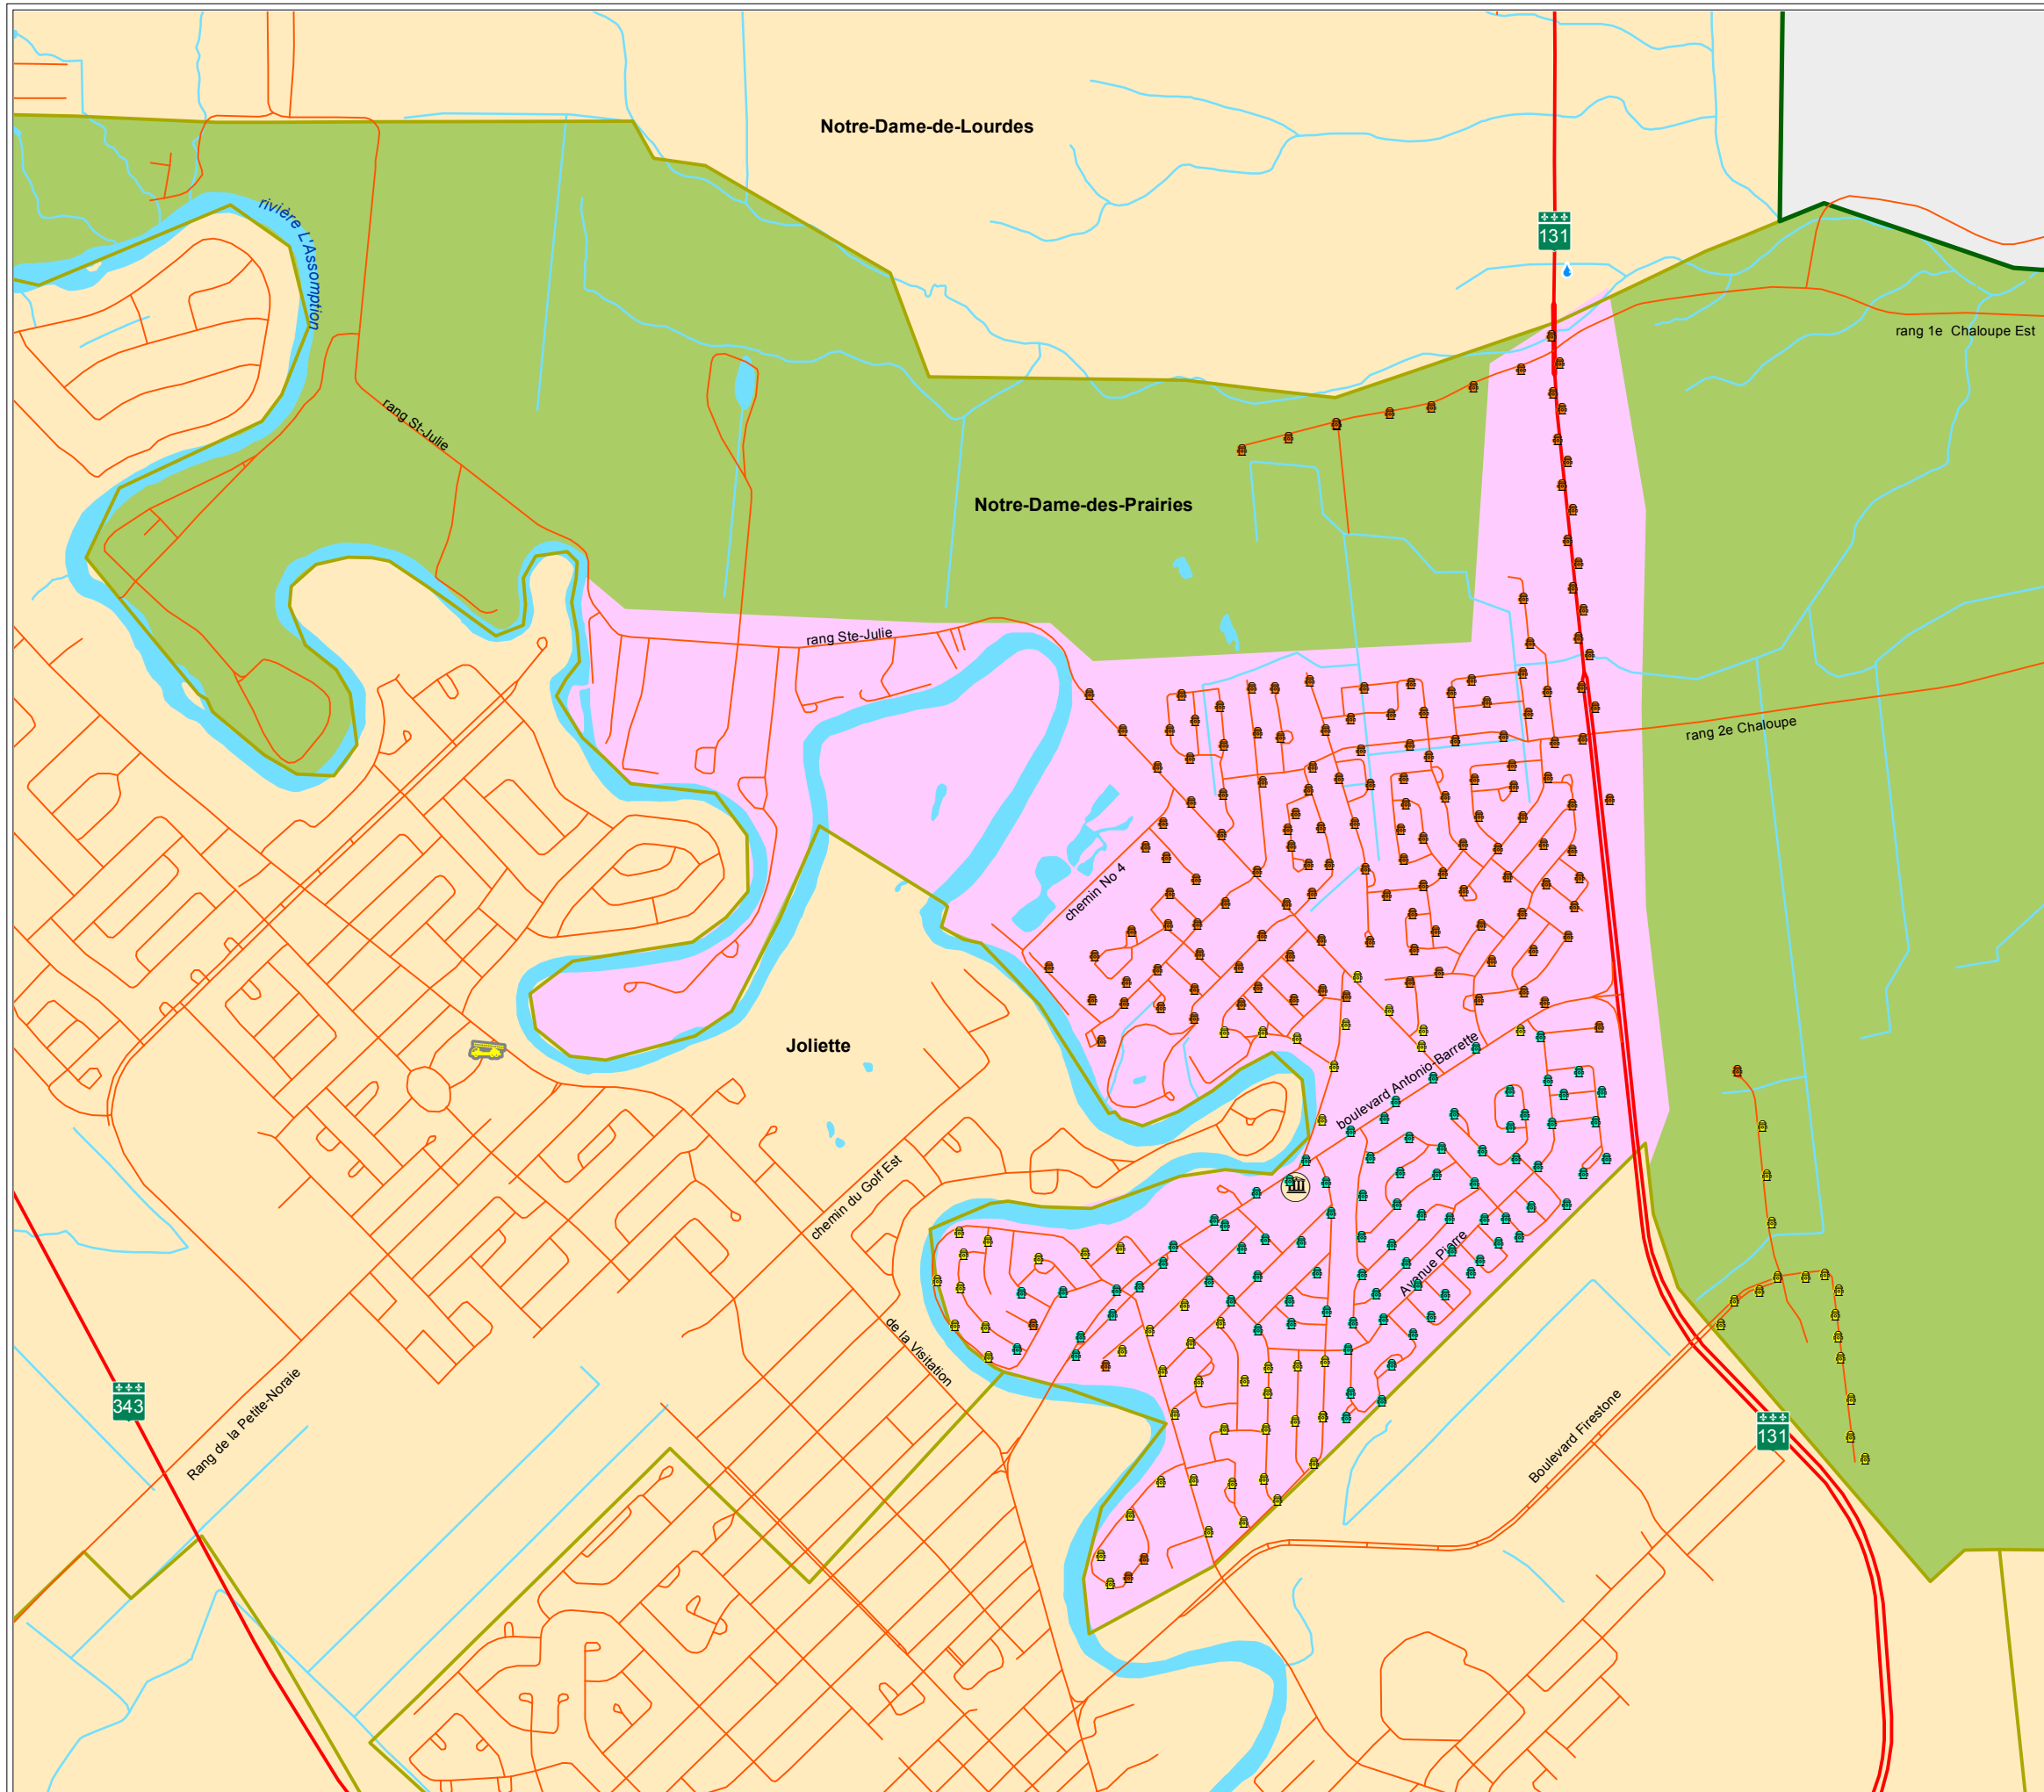 Notre-Dame-de-Lourdes
131
rivière L'Assomption
rang 1e Chaloupe Est
rang St-Julie
Notre-Dame-des-Prairies
rang Ste-Julie
rang 2e Chaloupe
chemin No 4
Joliette
boulevard Antonio-Barrette
chemin du Golf Est
Avenue Pierre
de la Visitation
343
Rang de la Petite-Noraie
Boulevard Firestone
131